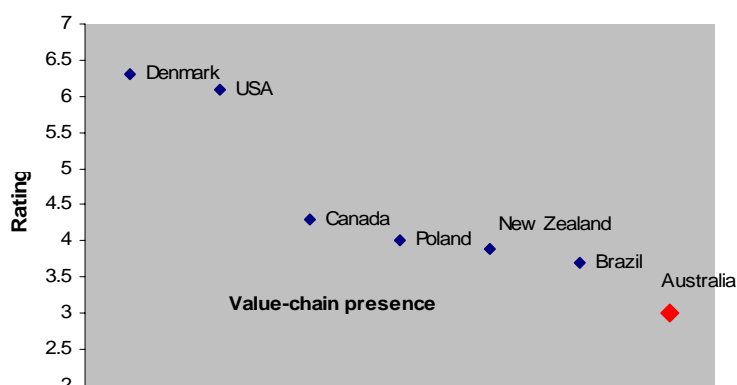 7
6.5
6
5.5
5
4.5
4
3.5
3
2.5
2
Rating
Denmark
USA
Canada
Poland
New Zealand
Brazil
Australia
Value-chain presence